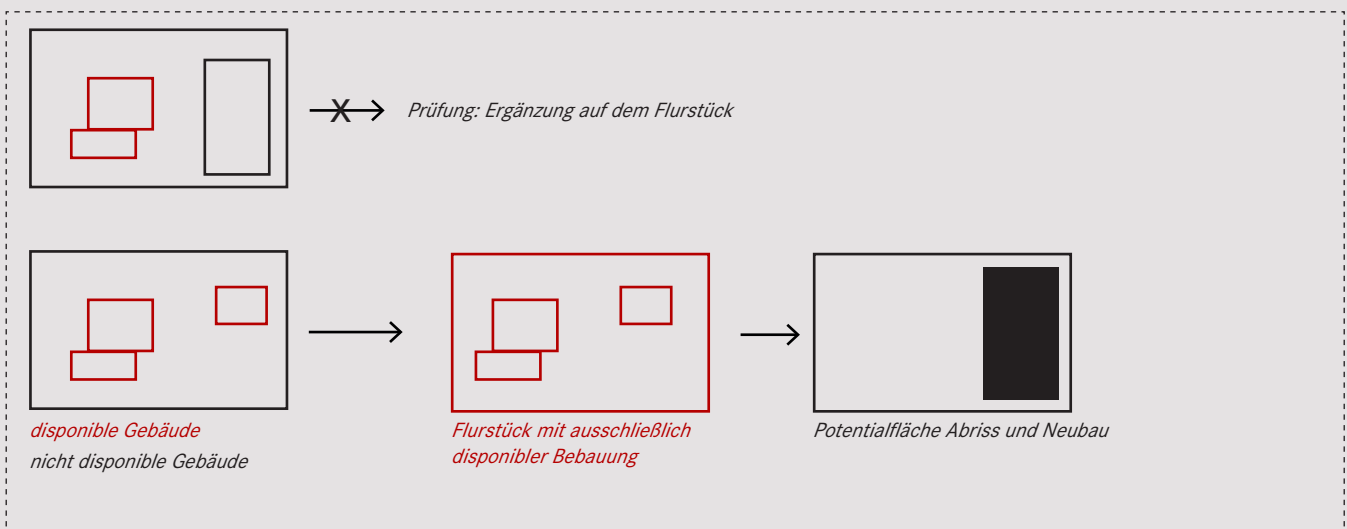 Prüfung: Ergänzung auf dem Flurstück
disponible Gebäude
nicht disponible Gebäude
Flurstück mit ausschließlich
disponibler Bebauung
Potentialfläche Abriss und Neubau